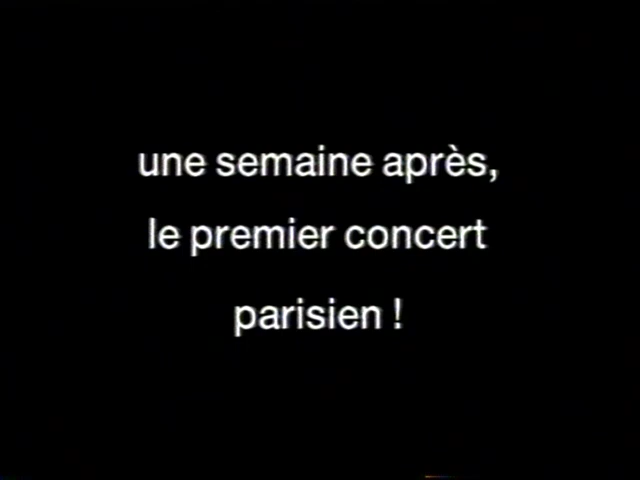 une semaine après,
le premier concert
parisien !